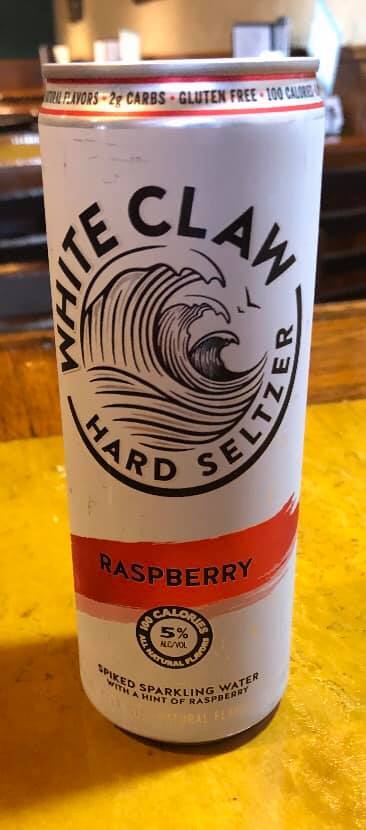 NATURAL FLAVORS • 2g CARBS • GLUTEN FREE • 100 CALORIES
WHITE CLAW
HARD SELTZER
RASPBERRY
100 CALORIES
5%
ALC/VOL
ALL NATURAL FLAVORS
SPIKED SPARKLING WATER
WITH A HINT OF RASPBERRY
NATURAL